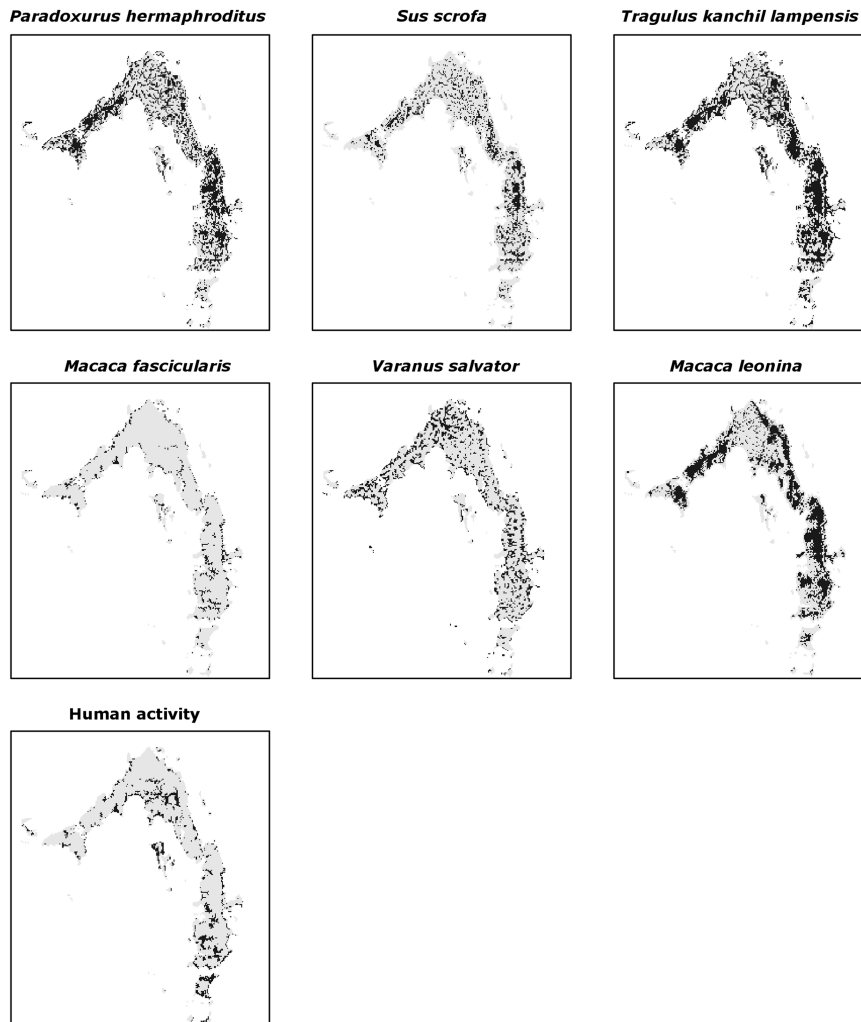 Paradoxurus hermaphroditus
Sus scrofa
Tragulus kanchil lampensis
Macaca fascicularis
Varanus salvator
Macaca leonina
Human activity